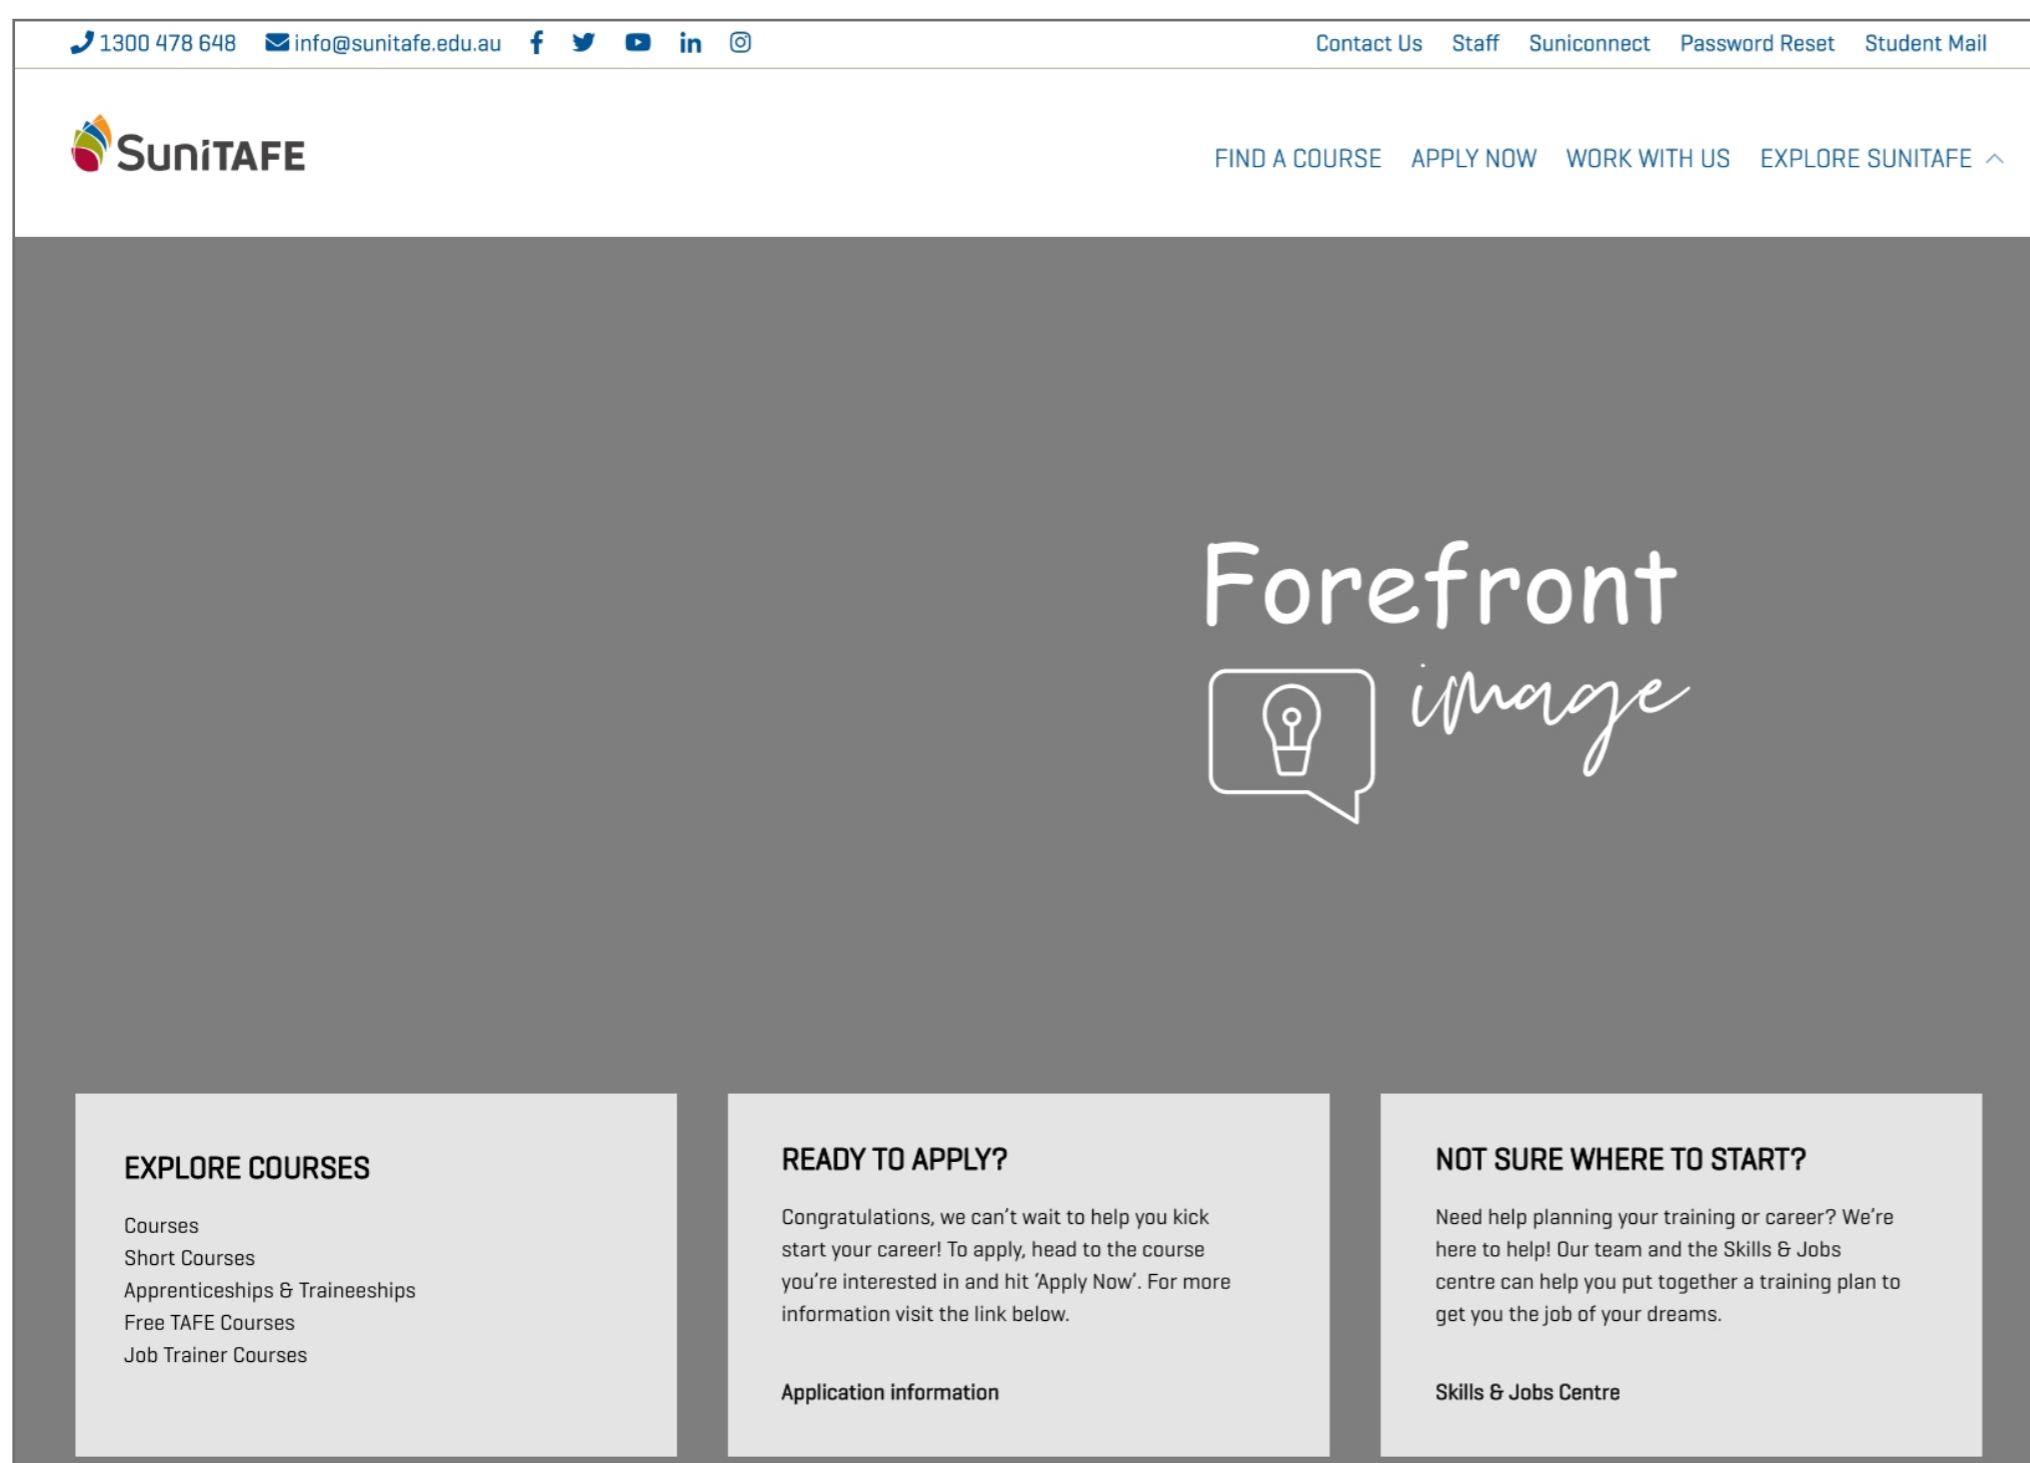 1300 478 648 info@sunitafe.edu.au Contact Us Staff Suniconnect Password Reset Student Mail
SuniTAFE
FIND A COURSE APPLY NOW WORK WITH US EXPLORE SUNITAFE
Forefront
image
EXPLORE COURSES
Courses
Short Courses
Apprenticeships & Traineeships
Free TAFE Courses
Job Trainer Courses
READY TO APPLY?
Congratulations, we can't wait to help you kick
start your career! To apply, head to the course
you're interested in and hit 'Apply Now'. For more
information visit the link below.
Application information
NOT SURE WHERE TO START?
Need help planning your training or career? We're
here to help! Our team and the Skills & Jobs
centre can help you put together a training plan to
get you the job of your dreams.
Skills & Jobs Centre